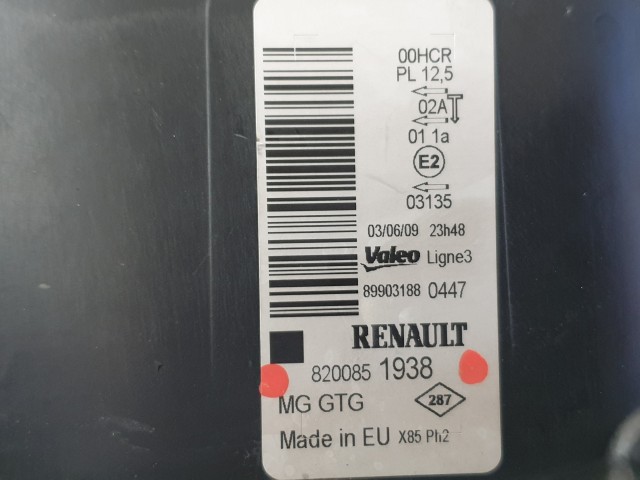 00HCR
PL 12,5
02A
01 1a
E2
03135
03/06/09 23h48
Valeo Ligne3
89903188 0447
RENAULT
820085 1938
MG GTG 287
Made in EU X85 Ph2